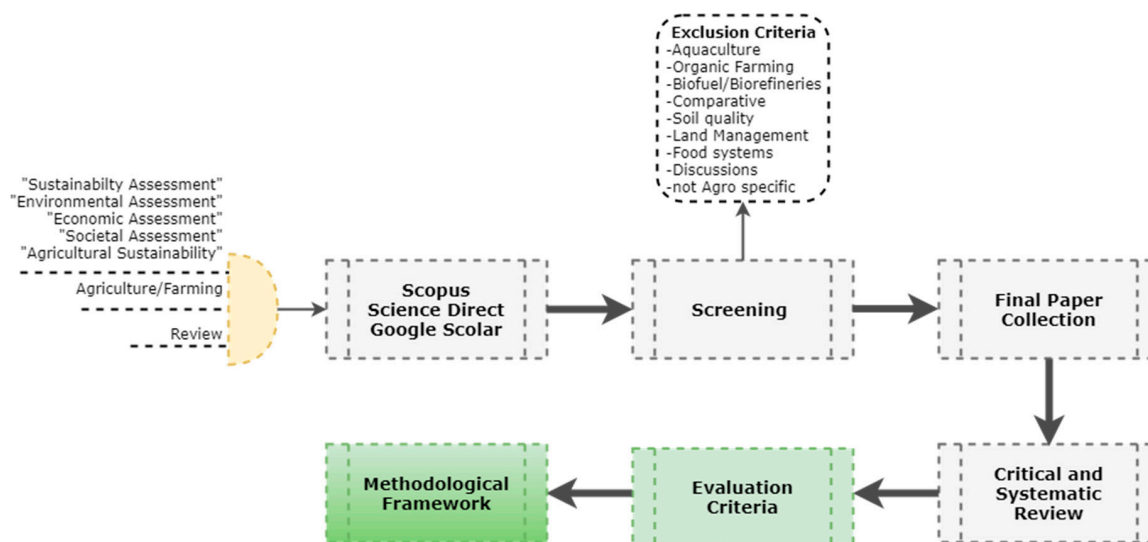 "Sustainabilty Assessment"
"Environmental Assessment"
"Economic Assessment"
"Societal Assessment"
"Agricultural Sustainability"
Agriculture/Farming
Review
Scopus
Science Direct
Google Scolar
Exclusion Criteria
-Aquaculture
-Organic Farming
-Biofuel/Biorefineries
-Comparative
-Soil quality
-Land Management
-Food systems
-Discussions
-not Agro specific
Screening
Final Paper
Collection
Critical and
Systematic
Review
Evaluation
Criteria
Methodological
Framework